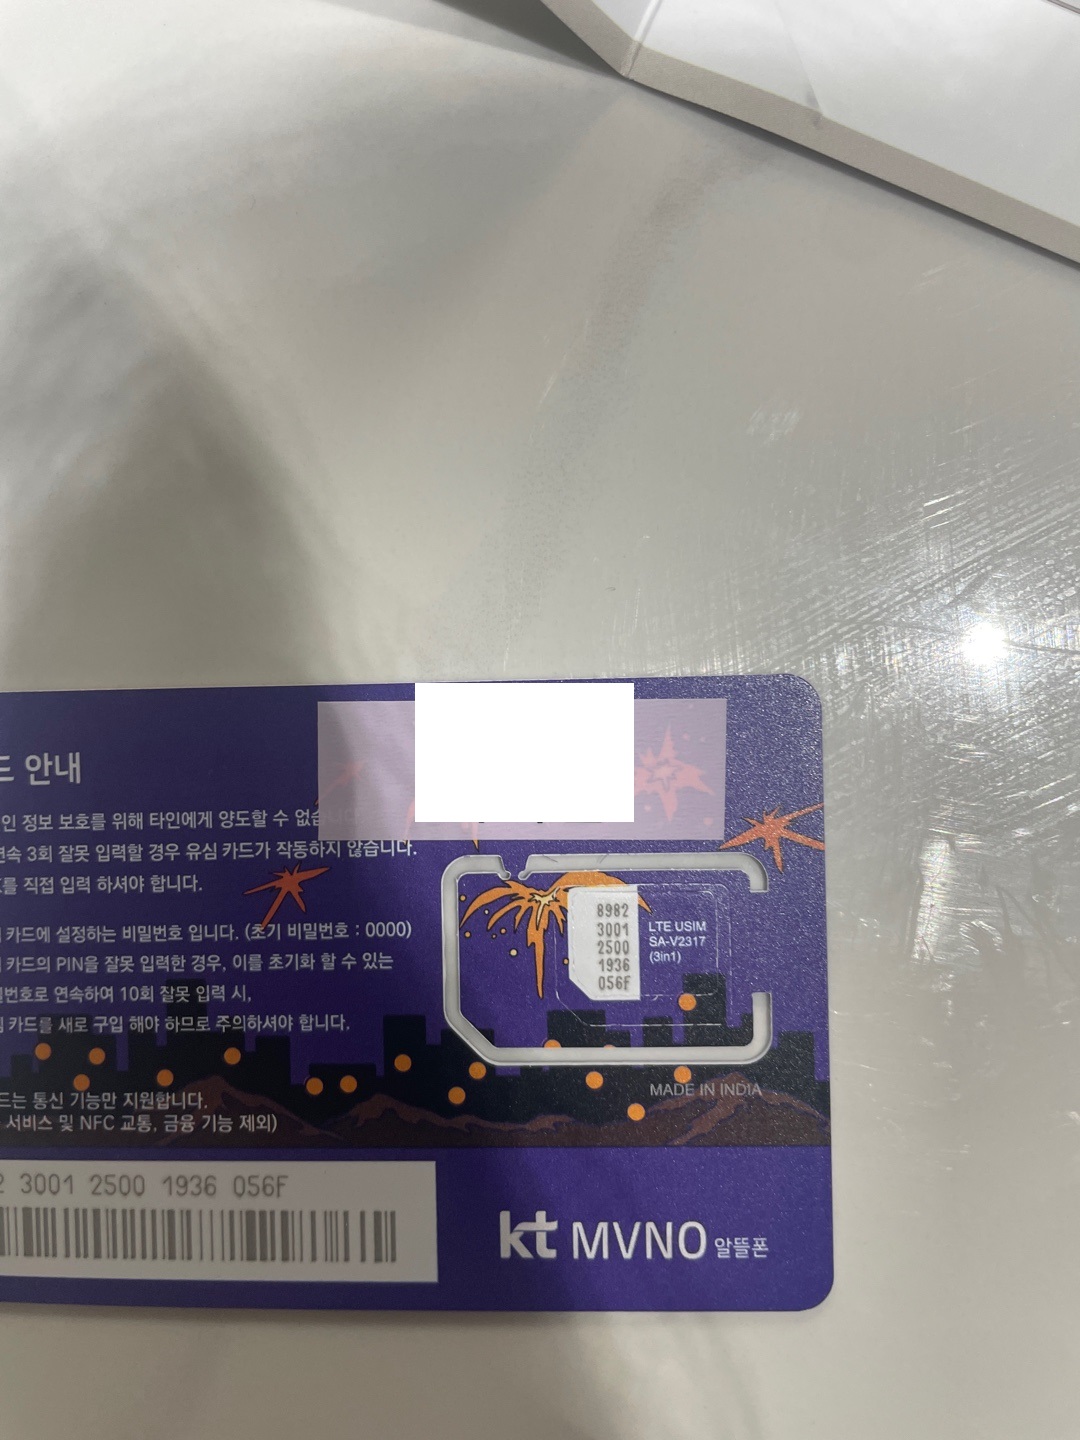 드 안내
인 정보 보호를 위해 타인에게 양도할 수 없습니다.
연속 3회 잘못 입력할 경우 유심 카드가 작동하지 않습니다.
를 직접 입력 하셔야 합니다.
카드에 설정하는 비밀번호 입니다. (초기 비밀번호 : 0000)
카드의 PIN을 잘못 입력한 경우, 이를 초기화 할 수 있는
번호로 연속하여 10회 잘못 입력 시,
카드를 새로 구입 해야 하므로 주의하셔야 합니다.
드는 통신 기능만 지원합니다.
서비스 및 NFC 교통, 금융 기능 제외)
8982
3001
2500
1936
056F
LTE USIM
SA-V2317
(3in1)
MADE IN INDIA
2 3001 2500 1936 056F
kt MVNO 알뜰폰